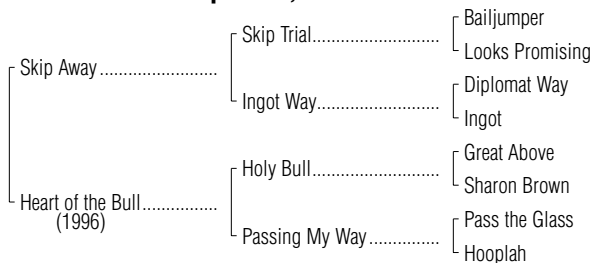 Bailjumper
Skip Trial
Looks Promising
Skip Away
Diplomat Way
Ingot Way
Ingot
Great Above
Holy Bull
Sharon Brown
Heart of the Bull
(1996)
Pass the Glass
Passing My Way
Hooplah